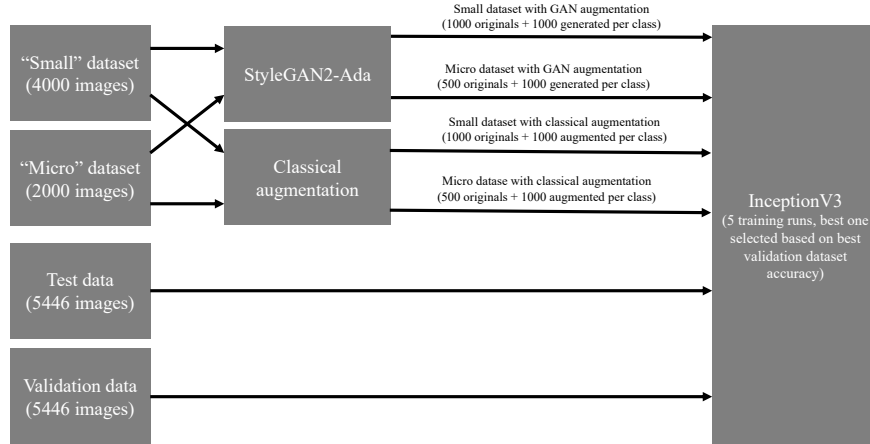 “Small” dataset
(4000 images)
“Micro” dataset
(2000 images)
Test data
(5446 images)
Validation data
(5446 images)
StyleGAN2-Ada
Classical
augmentation
Small dataset with GAN augmentation
(1000 originals + 1000 generated per class)
Micro dataset with GAN augmentation
(500 originals + 1000 generated per class)
Small dataset with classical augmentation
(1000 originals + 1000 augmented per class)
Micro datase with classical augmentation
(500 originals + 1000 augmented per class)
InceptionV3
(5 training runs, best one
selected based on best
validation dataset
accuracy)